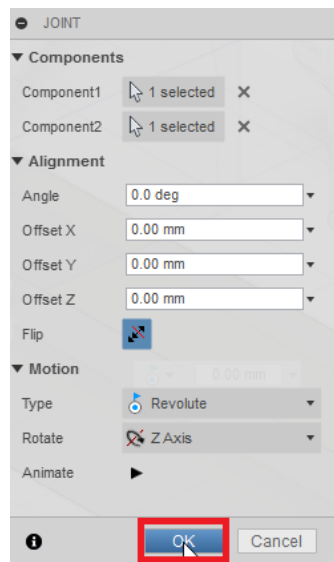 JOINT
Components
Component1 1 selected
Component2 1 selected
Alignment
Angle 0.0 deg
Offset X 0.00 mm
Offset Y 0.00 mm
Offset Z 0.00 mm
Flip
Motion 0.00 mm
Type Revolute
Rotate Z Axis
Animate
OK Cancel